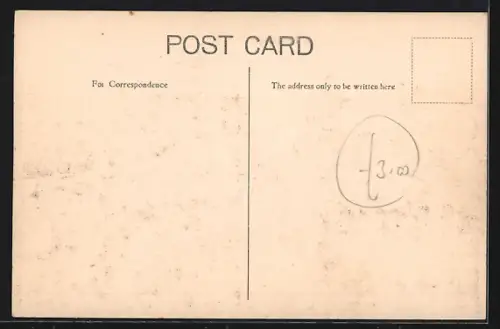 POST CARD
For Correspondence
The address only to be written here
£3.00